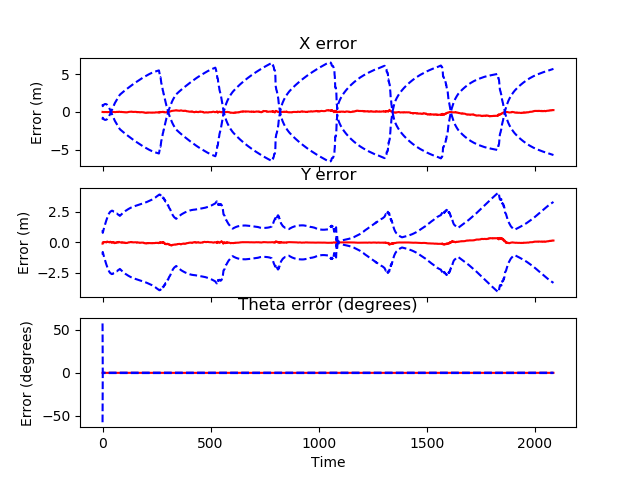 X error
5
0
−5
Error (m)
Y error
2.5
0.0
−2.5
Error (m)
Theta error (degrees)
50
0
−50
Error (degrees)
0
500
1000
1500
2000
Time